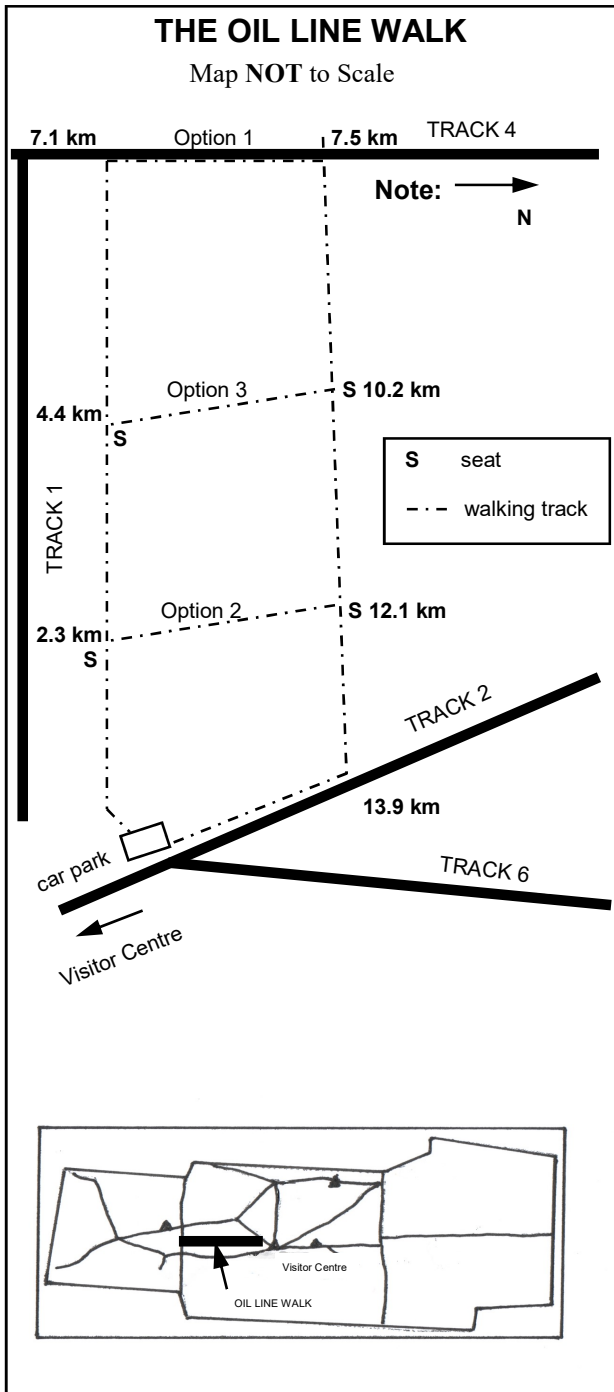 THE OIL LINE WALK
Map NOT to Scale
7.1 km
Option 1
7.5 km
TRACK 4
Note:
N
Option 3
S 10.2 km
4.4 km
S
S seat
walking track
TRACK 1
Option 2
S 12.1 km
2.3 km
S
TRACK 2
13.9 km
car park
TRACK 6
Visitor Centre
Visitor Centre
OIL LINE WALK